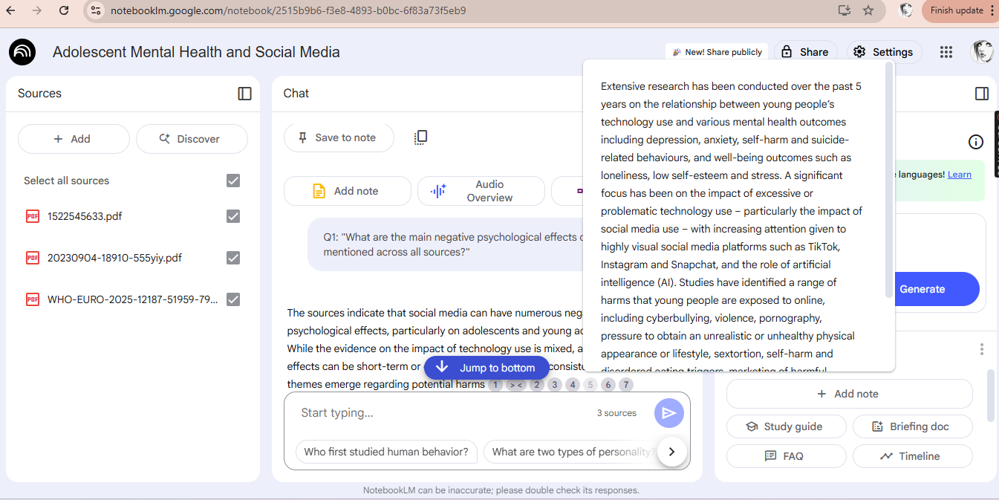 notebooklm.google.com/notebook/2515b9b6-f3e8-4893-b0bc-6f83a73f5eb9
Finish update
Adolescent Mental Health and Social Media
New! Share publicly
Share
Settings
Sources
Add
Discover
Select all sources
PDF 1522545633.pdf
PDF 20230904-18910-555yiy.pdf
PDF WHO-EURO-2025-12187-51959-79...
Chat
Save to note
Add note
Audio
Overview
Q1: "What are the main negative psychological effects
mentioned across all sources?"
The sources indicate that social media can have numerous
psychological effects, particularly on adolescents and young
While the evidence on the impact of technology use is mixed,
effects can be short-term or
themes emerge regarding potential harms 1 > < 2 3 4 5 6 7
Jump to bottom
Start typing...
3 sources
Who first studied human behavior?
What are two types of personality?
Extensive research has been conducted over the past 5
years on the relationship between young people’s
technology use and various mental health outcomes
including depression, anxiety, self-harm and suicide-
related behaviours, and well-being outcomes such as
loneliness, low self-esteem and stress. A significant
focus has been on the impact of excessive or
problematic technology use – particularly the impact of
social media use – with increasing attention given to
highly visual social media platforms such as TikTok,
Instagram and Snapchat, and the role of artificial
intelligence (AI). Studies have identified a range of
harms that young people are exposed to online,
including cyberbullying, violence, pornography,
pressure to obtain an unrealistic or unhealthy physical
appearance or lifestyle, sextortion, self-harm and
disordered eating triggers, marketing of harmful
languages! Learn
Generate
Add note
Study guide
Briefing doc
FAQ
Timeline
NotebookLM can be inaccurate; please double check its responses.